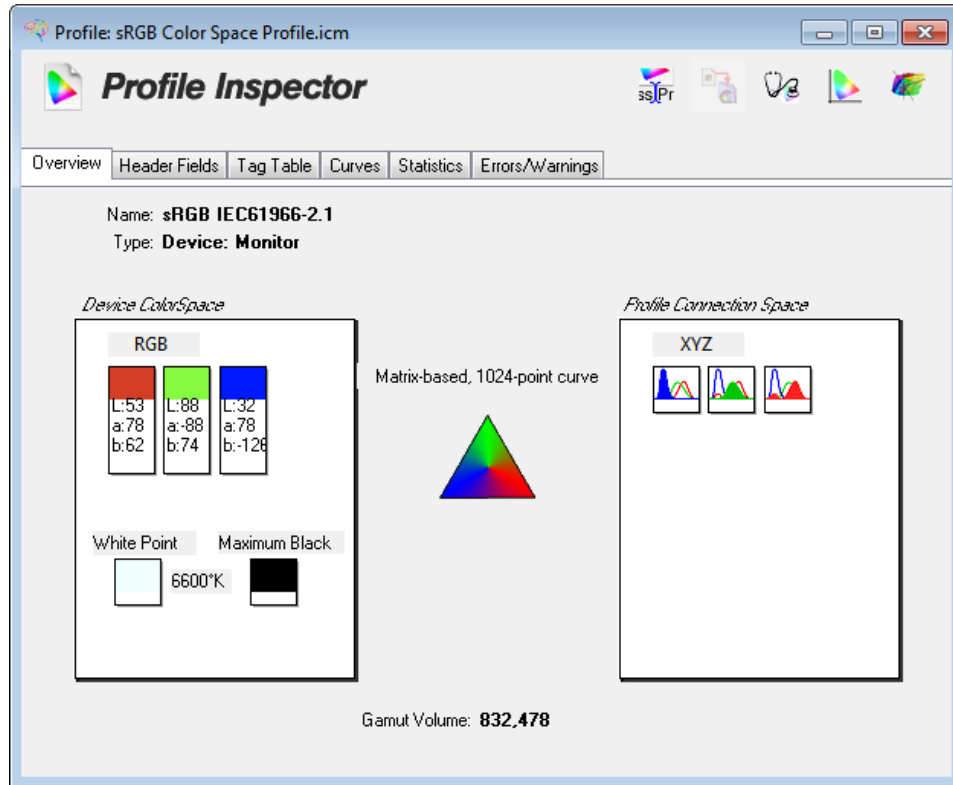 Profile: sRGB Color Space Profile.icm
Profile Inspector
ss Pr
Overview Header Fields Tag Table Curves Statistics Errors/Warnings
Name: sRGB IEC61966-2.1
Type: Device: Monitor
Device ColorSpace Profile Connection Space
RGB XYZ
Matrix-based, 1024-point curve
L:53 L:88 L:32
a:78 a:-88 a:78
b:62 b:74 b:-126
White Point Maximum Black
6600°K
Gamut Volume: 832,478